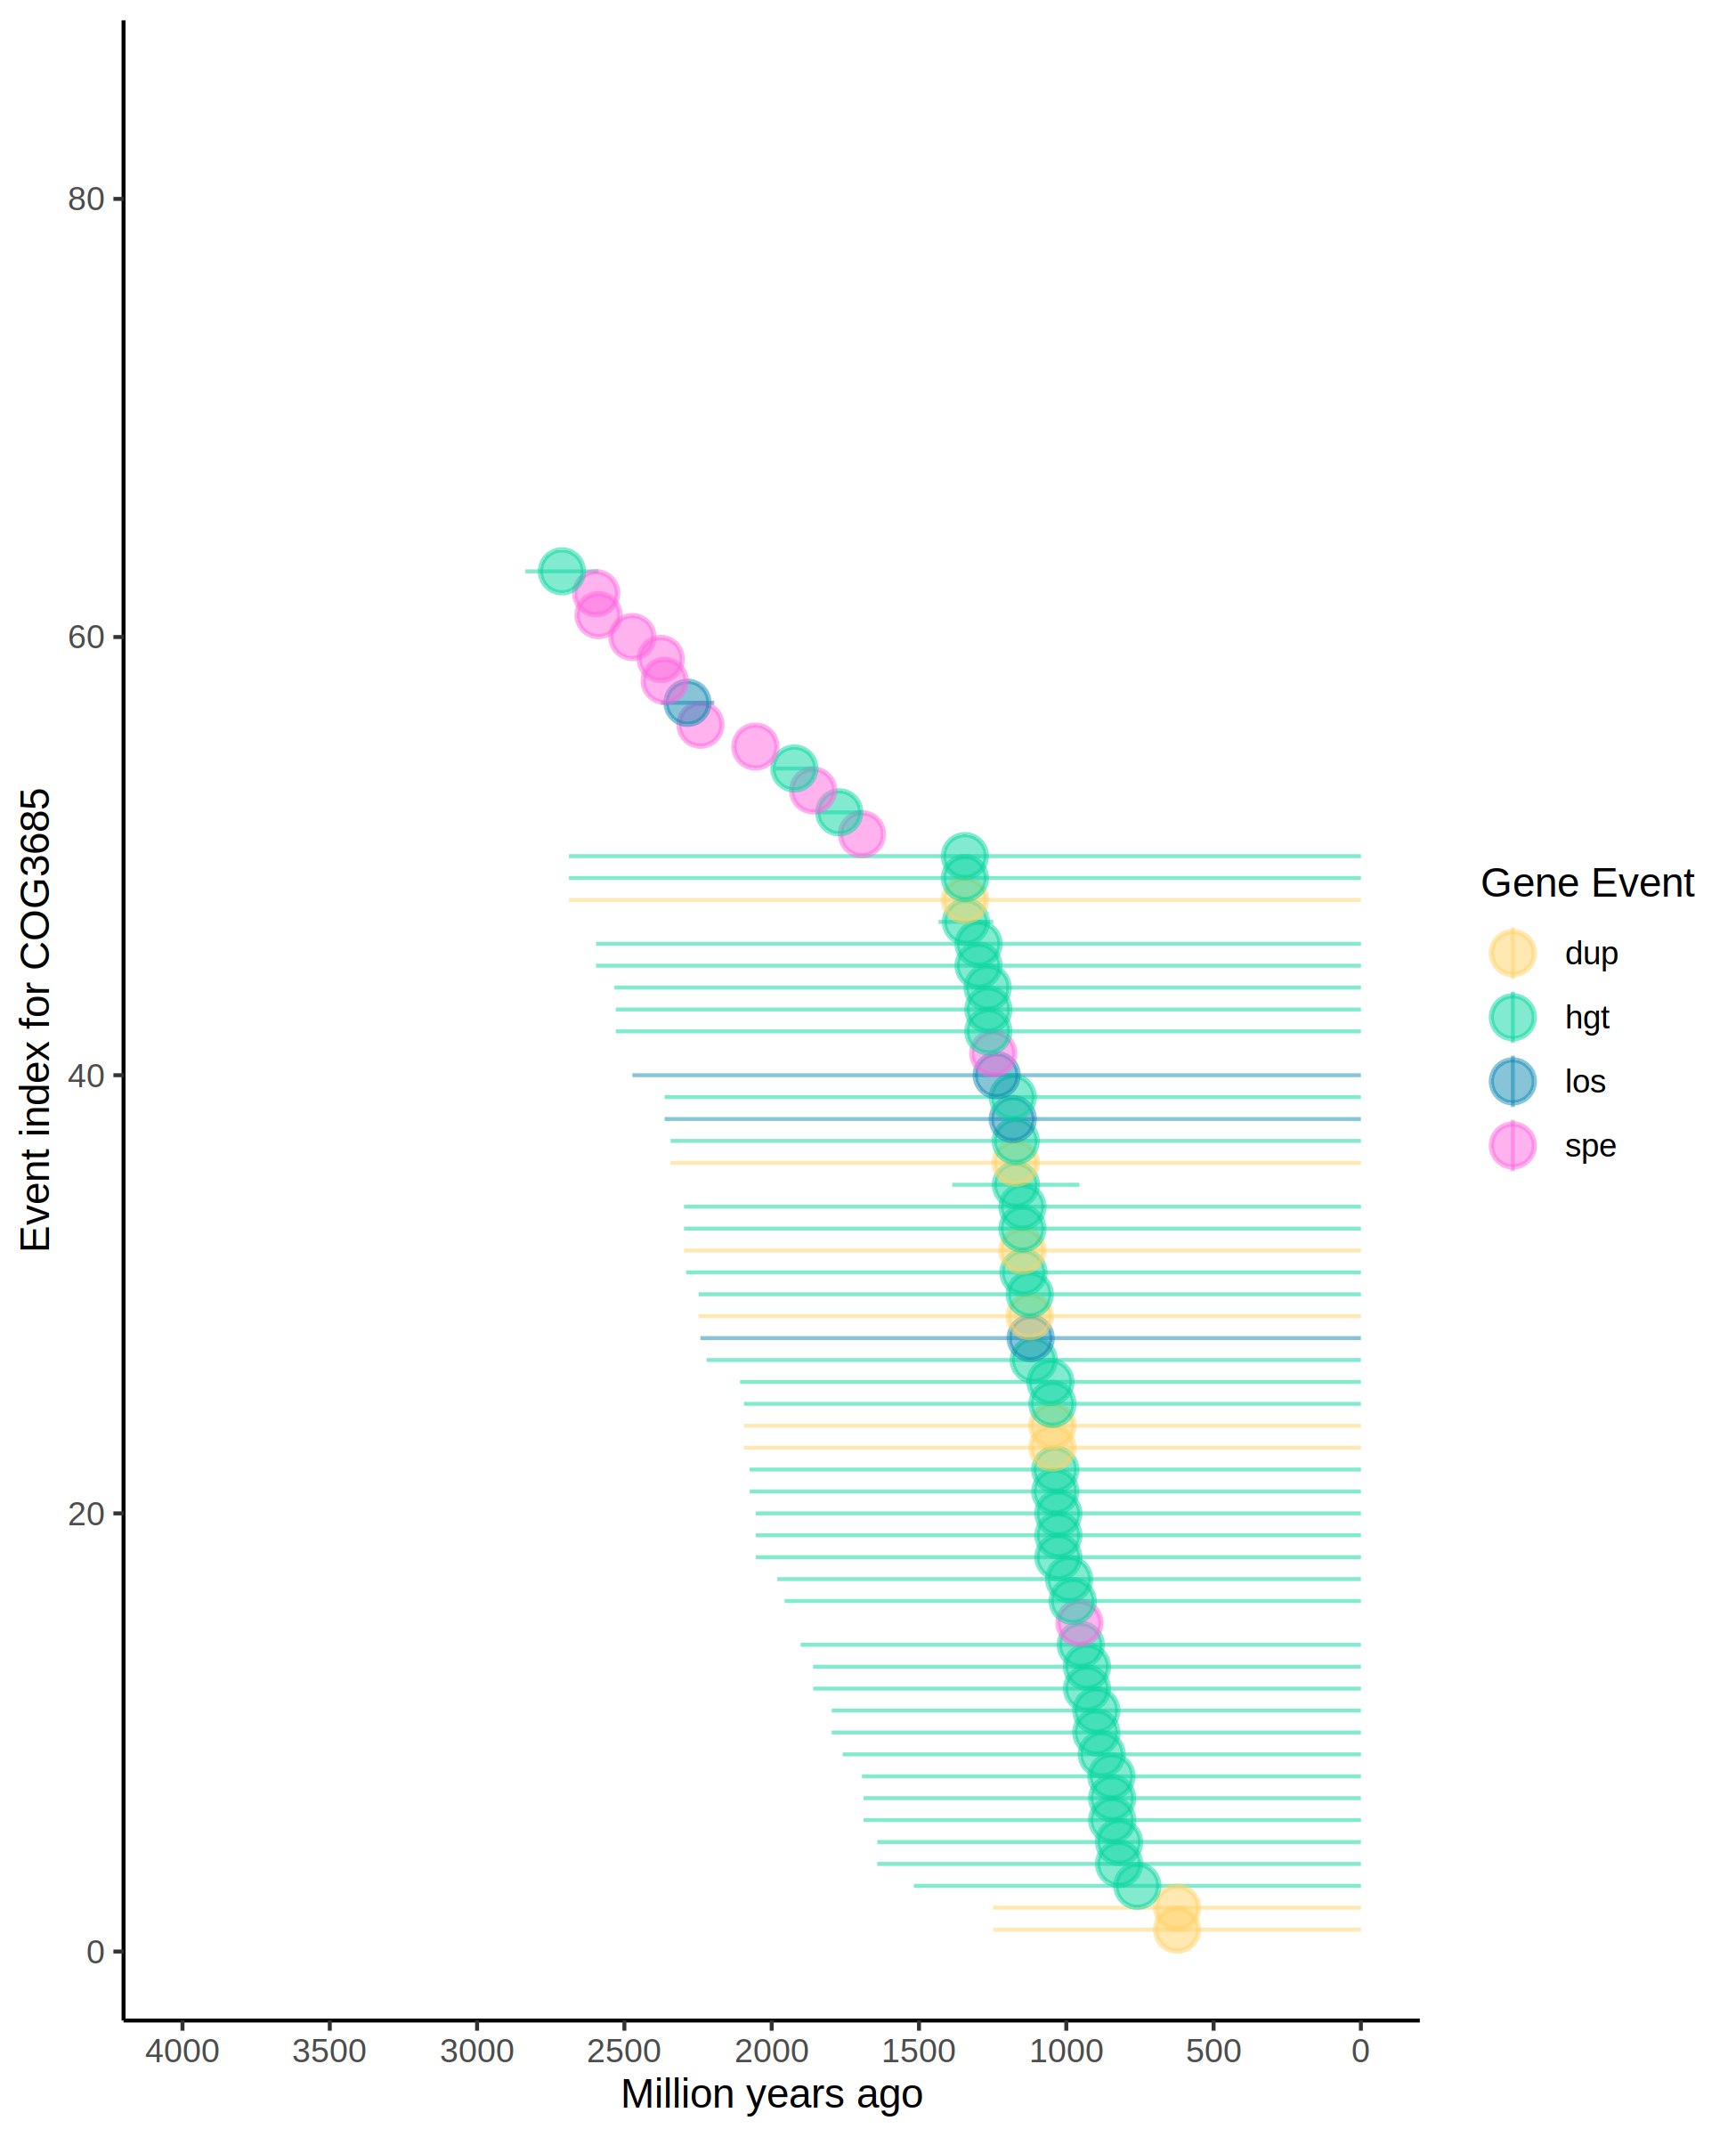 80
60
40
20
0
Event index for COG3685
4000 3500 3000 2500 2000 1500 1000 500 0
Million years ago
Gene Event
dup
hgt
los
spe